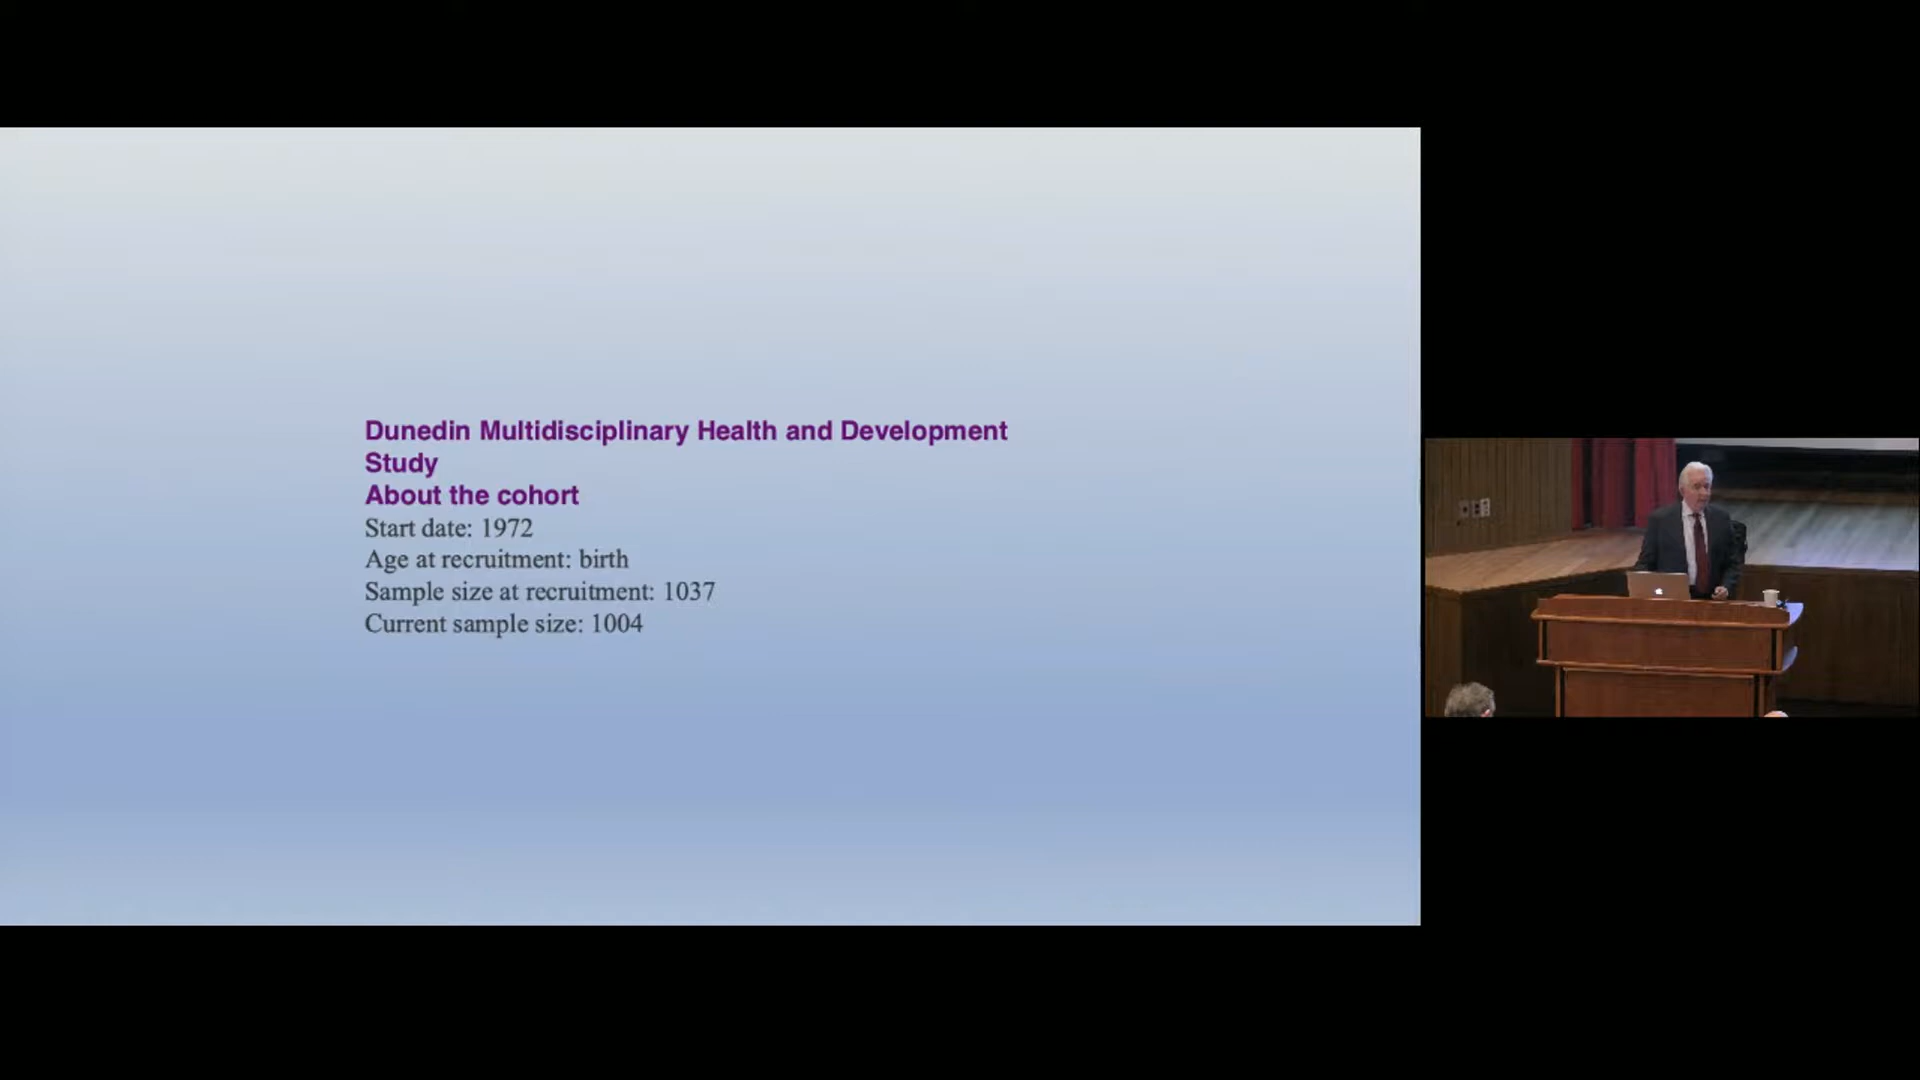 Dunedin Multidisciplinary Health and Development
Study
About the cohort
Start date: 1972
Age at recruitment: birth
Sample size at recruitment: 1037
Current sample size: 1004